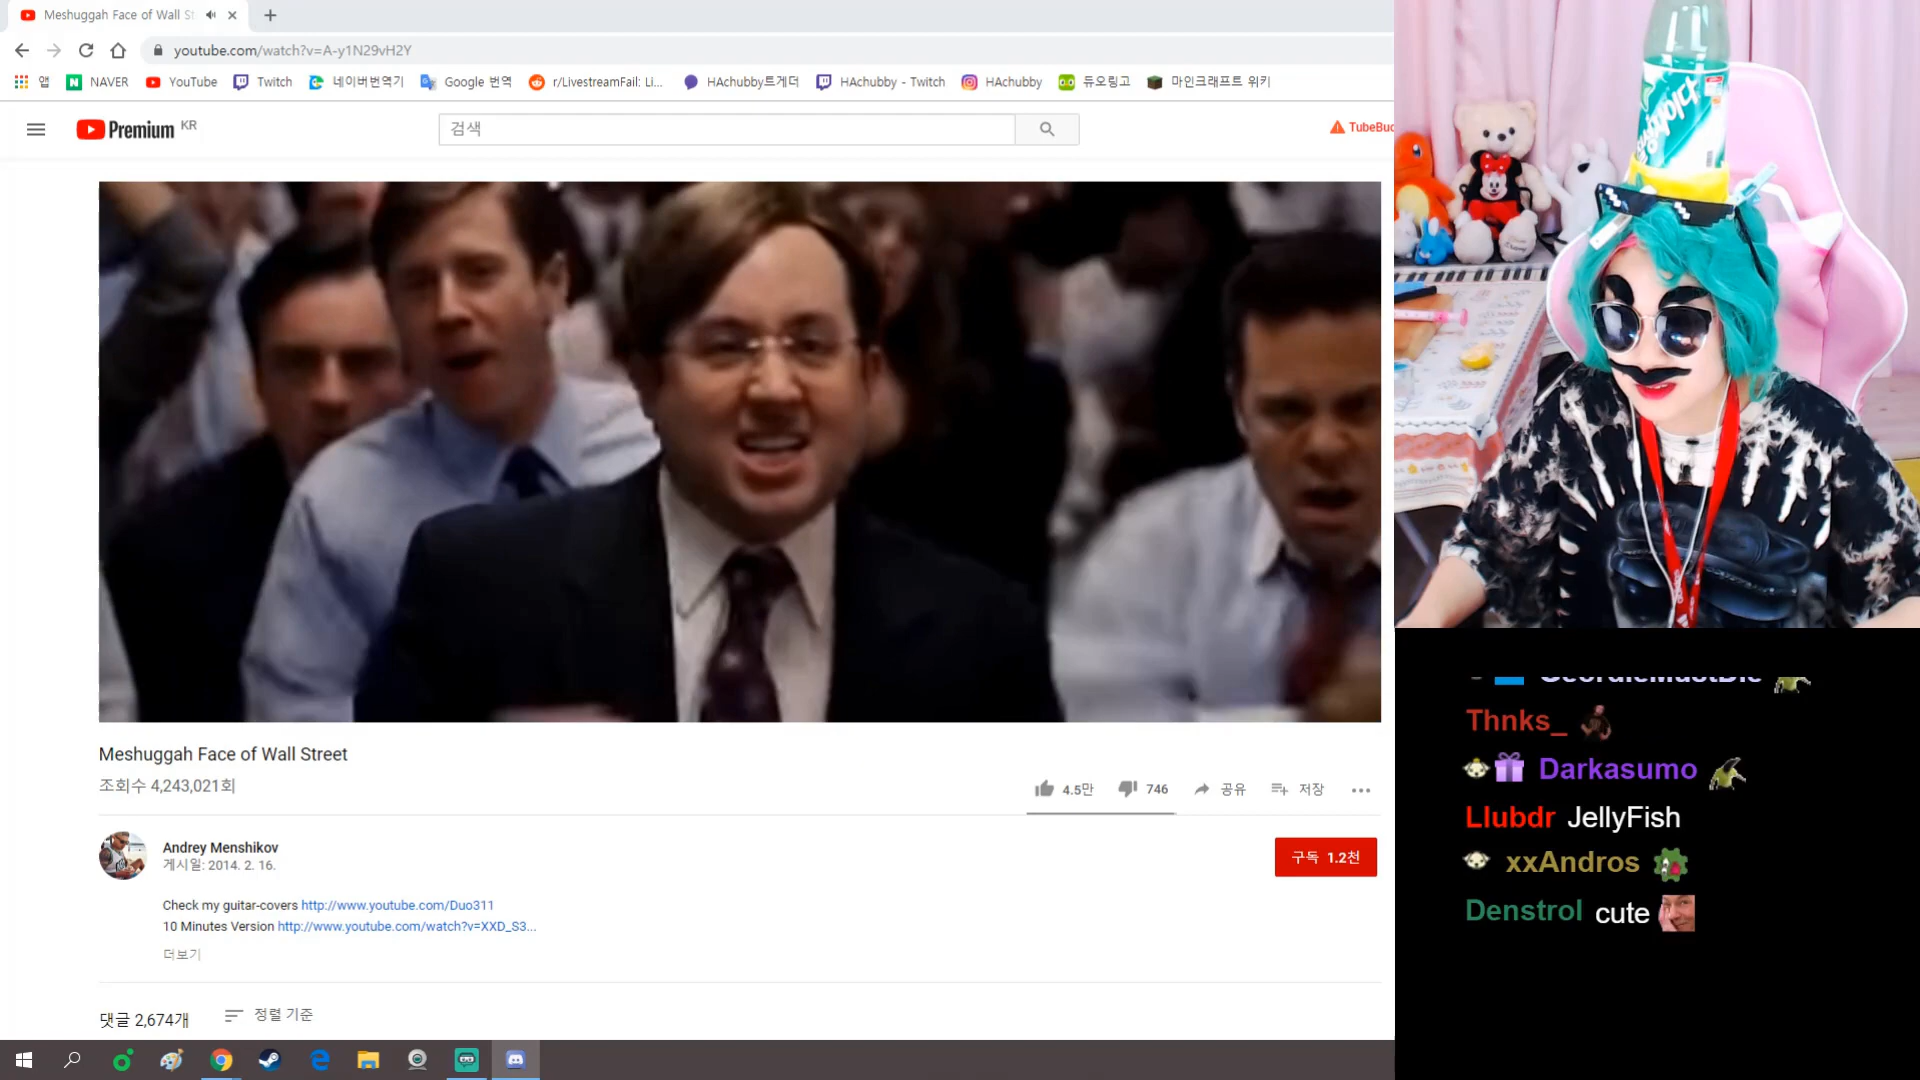 Meshuggah Face of Wall St
youtube.com/watch?v=A-y1N29vH2Y
앱
NAVER
YouTube
Twitch
네이버번역기
Google 번역
r/LivestreamFail: Li...
HAchubby트게더
HAchubby - Twitch
HAchubby
듀오링고
마인크래프트 위키
Premium KR
검색
TubeBuc
Meshuggah Face of Wall Street
조회수 4,243,021회
4.5만
746
공유
저장
Andrey Menshikov
게시일: 2014. 2. 16.
구독 1.2천
Check my guitar-covers http://www.youtube.com/Duo311
10 Minutes Version http://www.youtube.com/watch?v=XXD_S3...
더보기
댓글 2,674개
정렬 기준
GeordieMustDie
Thnks_
Darkasumo
Llubdr JellyFish
xxAndros
Denstrol cute